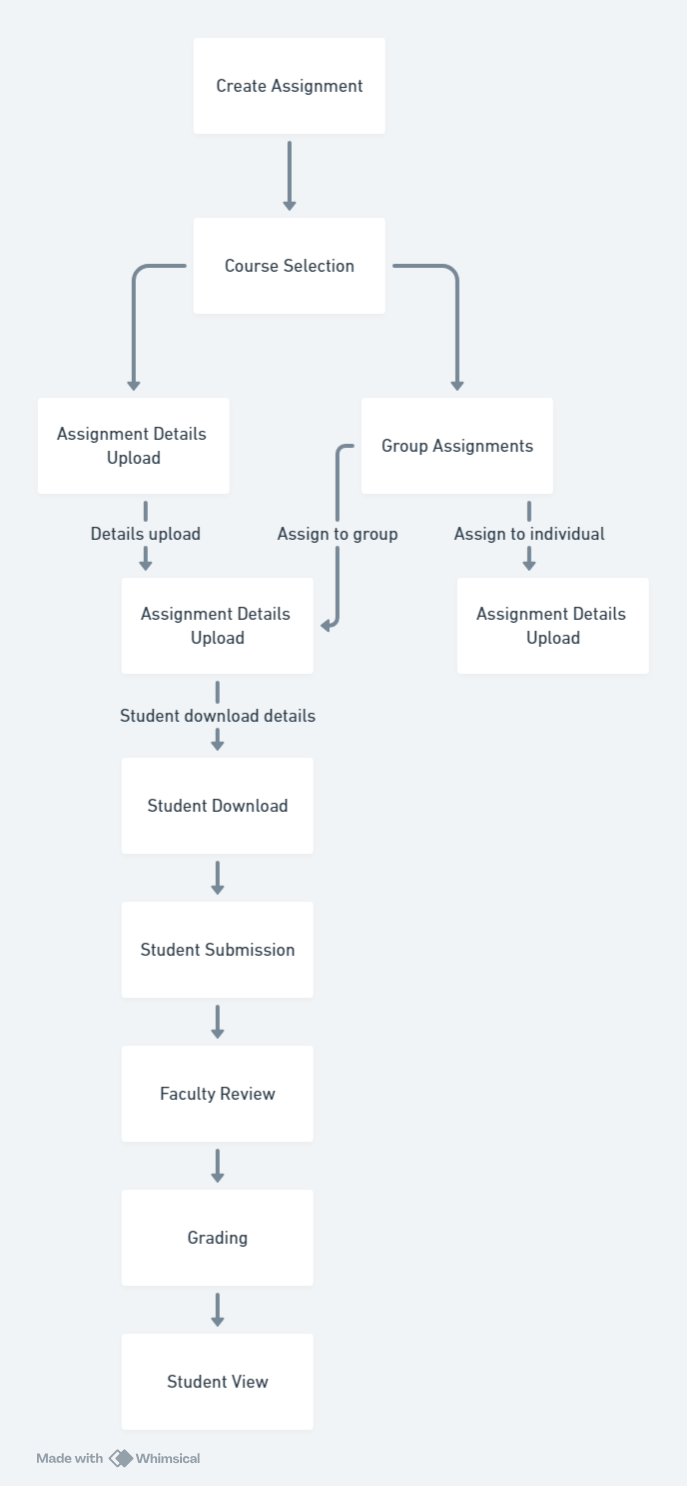 Create Assignment
Course Selection
Assignment Details
Upload
Group Assignments
Details upload
Assign to group
Assign to individual
Assignment Details
Upload
Assignment Details
Upload
Student download details
Student Download
Student Submission
Faculty Review
Grading
Student View
Made with Whimsical